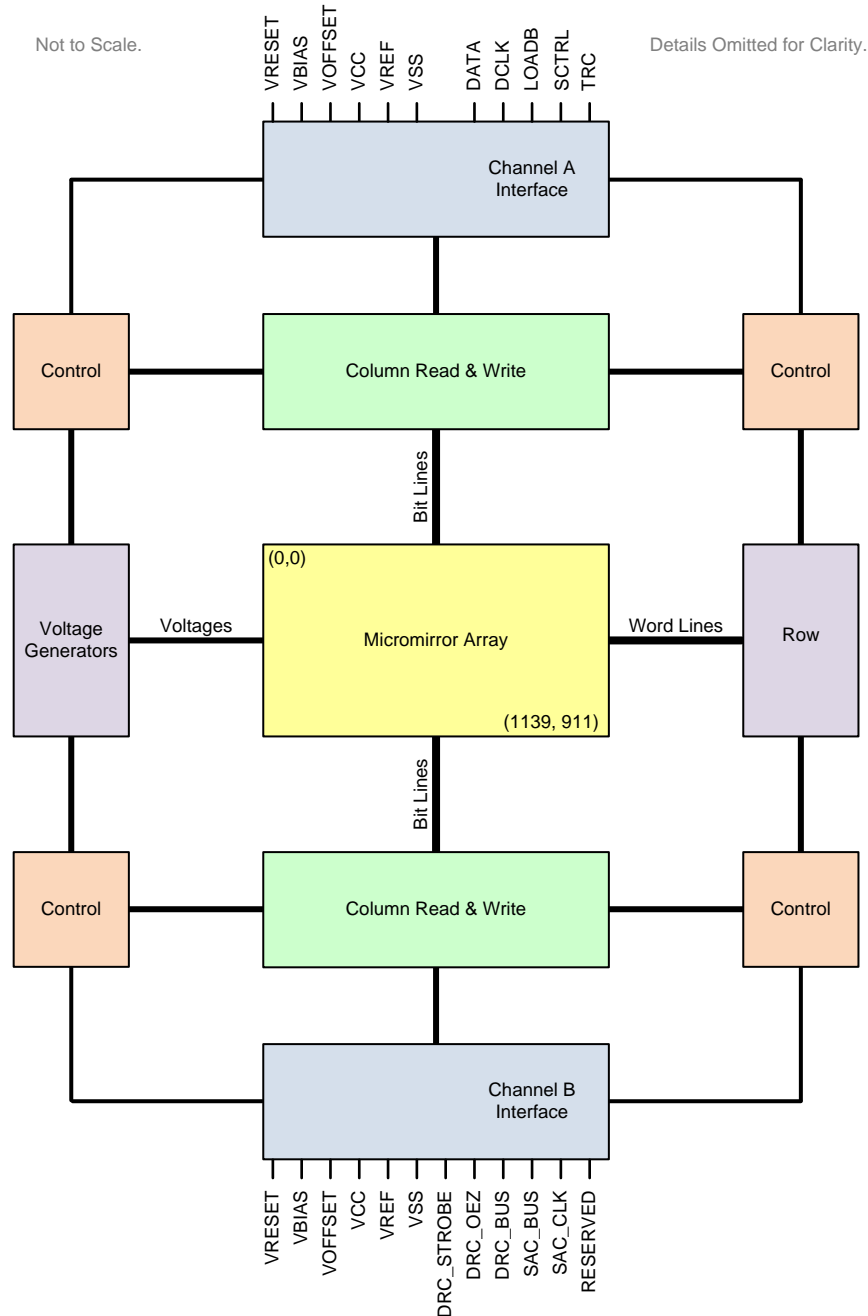 Not to Scale.
Details Omitted for Clarity.
VRESET
VBIAS
VOFFSET
VCC
VREF
VSS
DATA
DCLK
LOADB
SCTRL
TRC
Channel A
Interface
Control
Column Read & Write
Control
Bit Lines
(0,0)
Voltage
Generators
Voltages
Micromirror Array
Word Lines
Row
(1139, 911)
Bit Lines
Control
Column Read & Write
Control
Channel B
Interface
VRESET
VBIAS
VOFFSET
VCC
VREF
VSS
DRC_STROBE
DRC_OEZ
DRC_BUS
SAC_BUS
SAC_CLK
RESERVED